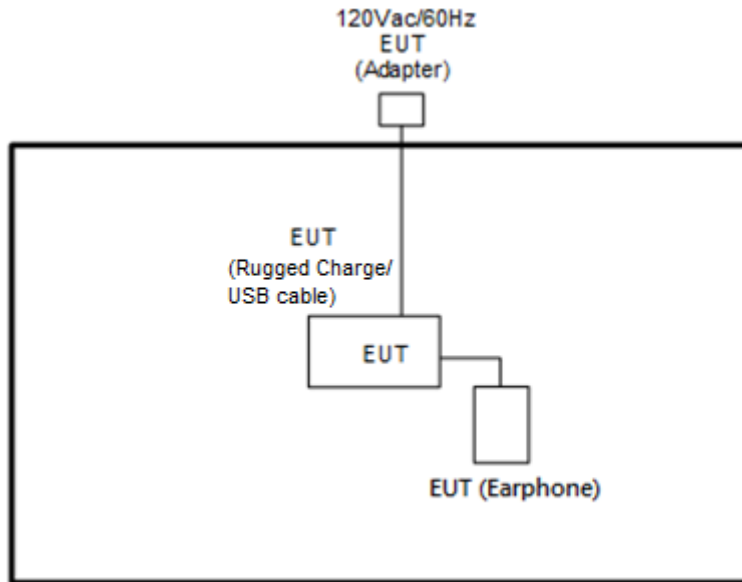 120Vac/60Hz
EUT
(Adapter)
EUT
(Rugged Charge/
USB cable)
EUT
EUT (Earphone)